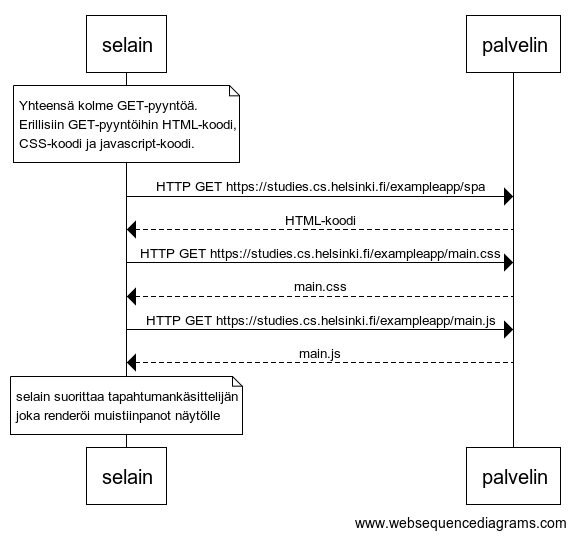 selain
palvelin
Yhteensä kolme GET-pyyntöä.
Erillisiin GET-pyyntöihin HTML-koodi,
CSS-koodi ja javascript-koodi.
HTTP GET https://studies.cs.helsinki.fi/exampleapp/spa
HTML-koodi
HTTP GET https://studies.cs.helsinki.fi/exampleapp/main.css
main.css
HTTP GET https://studies.cs.helsinki.fi/exampleapp/main.js
main.js
selain suorittaa tapahtumankäsittelijän
joka renderöi muistiinpanot näytölle
selain
palvelin
www.websequencediagrams.com